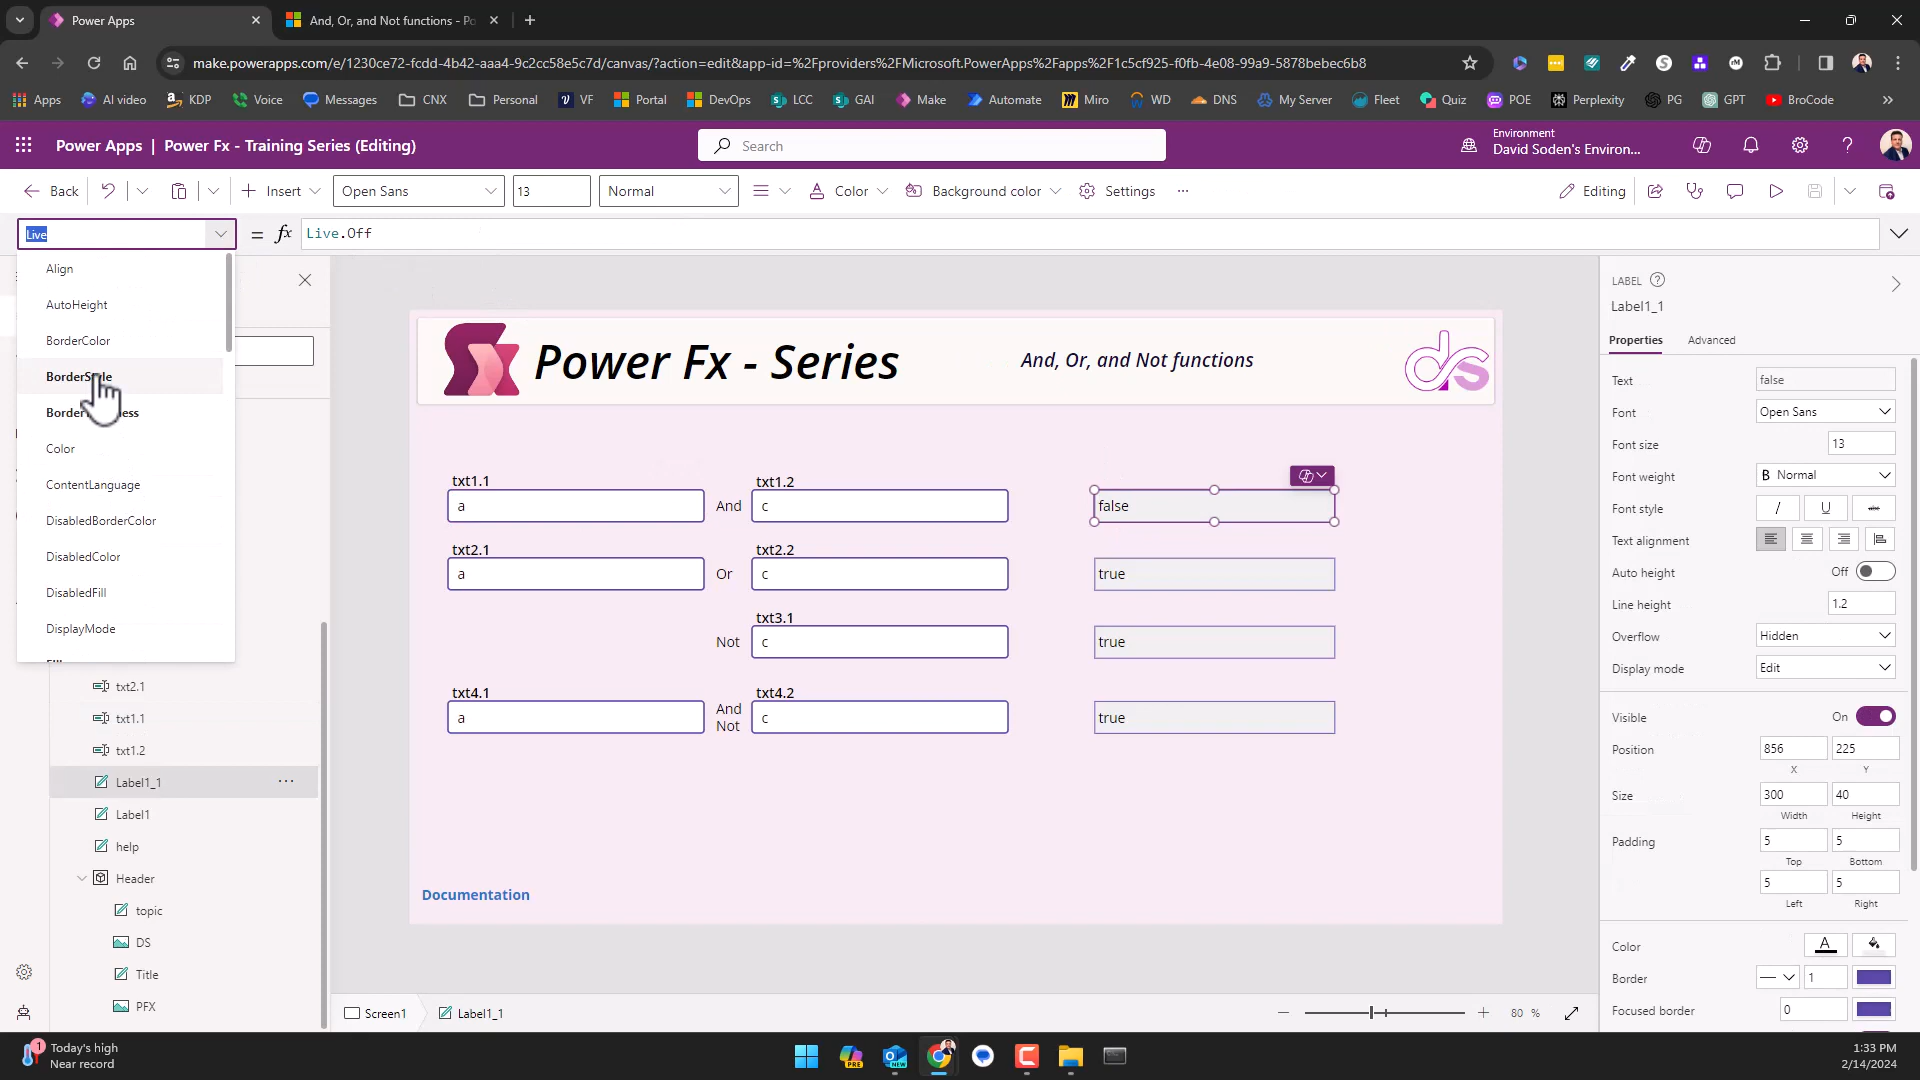 Power Apps
And, Or, and Not functions - Po
make.powerapps.com/e/1230ce72-fcdd-4b42-aaa4-9c2cc58e5c7d/canvas/?action=edit&app-id=%2Fproviders%2FMicrosoft.PowerApps%2Fapps%2F1c5cf925-f0fb-4e08-99a9-5878bebec6b8
Apps
AI video
KDP
Voice
Messages
CNX
Personal
VF
Portal
DevOps
LCC
GAI
Make
Automate
Miro
WD
DNS
My Server
Fleet
Quiz
POE
Perplexity
PG
GPT
BroCode
Power Apps | Power Fx - Training Series (Editing)
Search
Environment
David Soden's Environ...
Back
Insert
Open Sans
13
Normal
Color
Background color
Settings
Editing
Live
= fx
Live.Off
Align
AutoHeight
BorderColor
BorderStyle
Color
ContentLanguage
DisabledBorderColor
DisabledColor
DisabledFill
DisplayMode
txt2.1
txt1.1
txt1.2
Label1_1
Label1
help
Header
topic
DS
Title
PFX
Power Fx - Series
And, Or, and Not functions
ds
txt1.1
txt1.2
a
And
c
false
txt2.1
txt2.2
a
Or
c
true
txt3.1
Not
c
true
txt4.1
txt4.2
a
And
Not
c
true
Documentation
Screen1
Label1_1
80 %
LABEL
Label1_1
Properties
Advanced
Text
false
Font
Open Sans
Font size
13
Font weight
B Normal
Font style
Text alignment
Auto height
Off
Line height
1.2
Overflow
Hidden
Display mode
Edit
Visible
On
Position
856
225
X
Y
Size
300
40
Width
Height
Padding
5
5
Top
Bottom
5
5
Left
Right
Color
Border
1
Focused border
0
1
Today's high
Near record
1:33 PM
2/14/2024